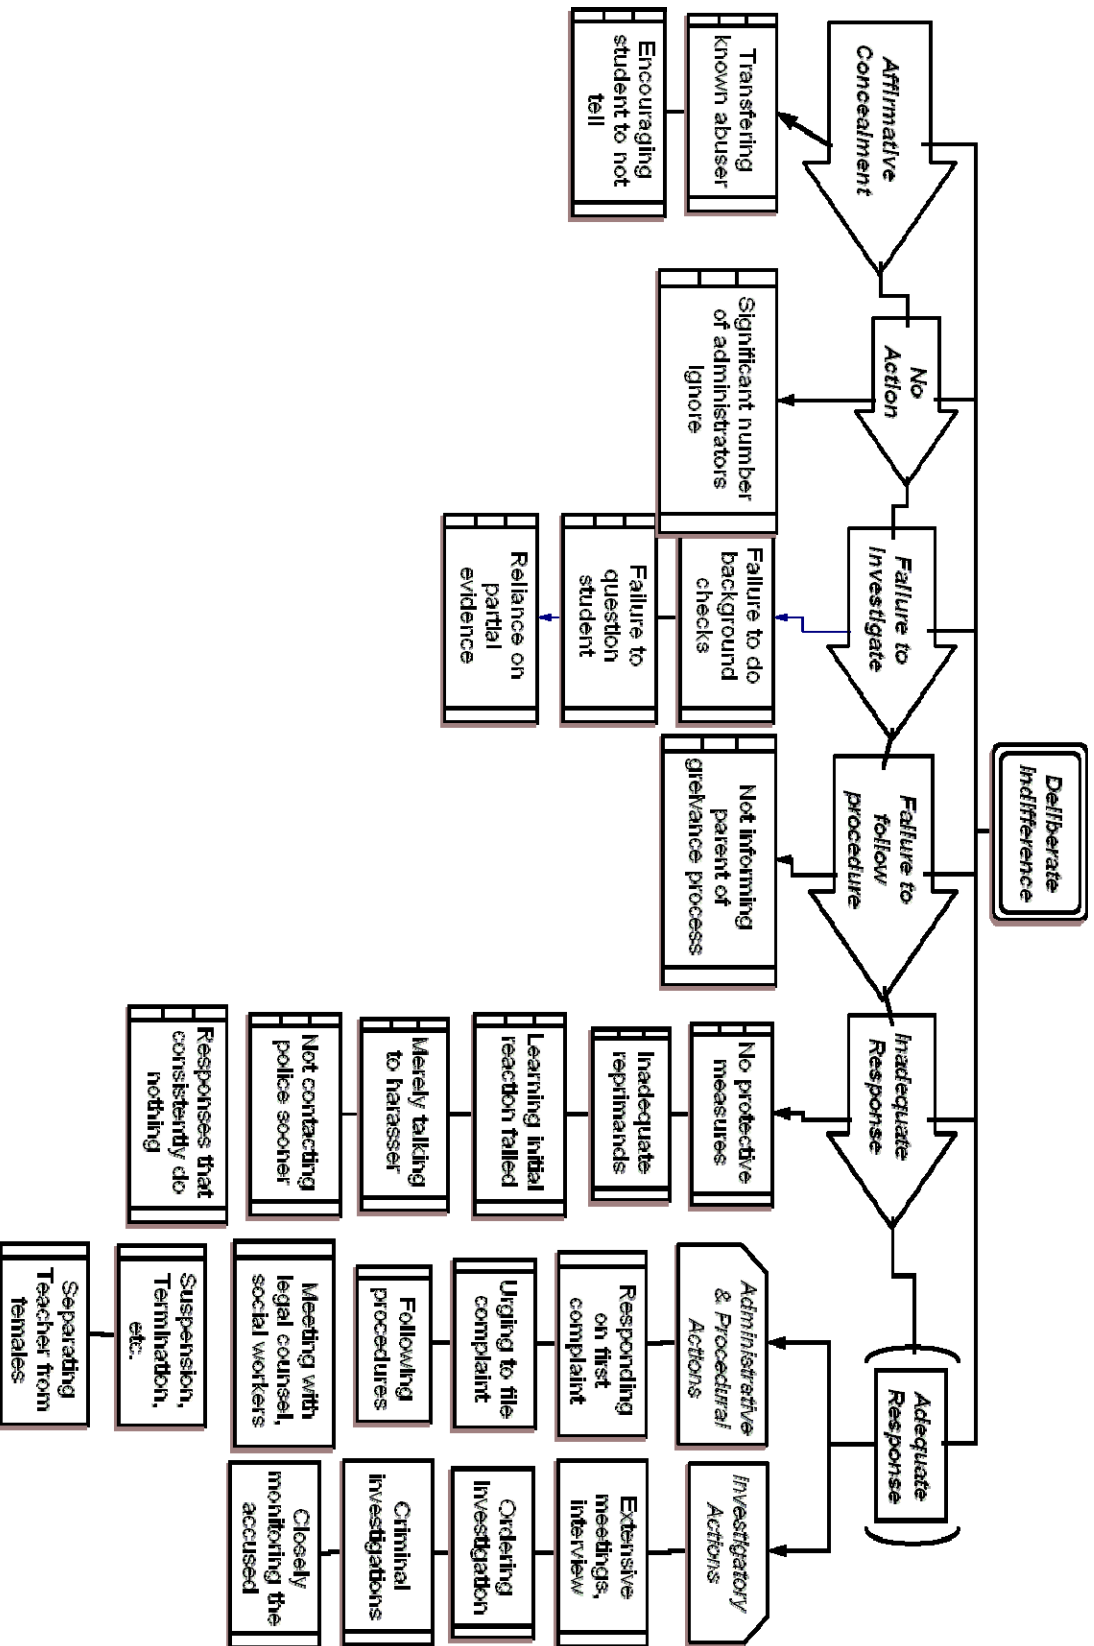 Deliberate
Indifference
Affirmative
Concealment
Transfering
known abuser
Encouraging
student to not
tell
No
Action
Significant number
of administrators
Ignore
Failure to
Investigate
Failure to do
background
checks
Failure to
question
student
Reliance on
partial
evidence
Failure to
follow
procedure
Not informing
parent of
greivance process
Inadequate
Response
No protective
measures
Inadequate
reprimands
Learning initial
reaction failed
Merely talking
to harasser
Not contacting
police sooner
Responses that
consistently do
nothing
Adequate
Response
Administrative
& Procedural
Actions
Responding
on first
complaint
Urging to file
complaint
Following
procedures
Meeting with
legal counsel,
social workers
Suspension,
Termination,
etc.
Separating
Teacher from
females
Investigatory
Actions
Extensive
meetings,
interview
Ordering
Investigation
Criminal
investigations
Closely
monitoring the
accused